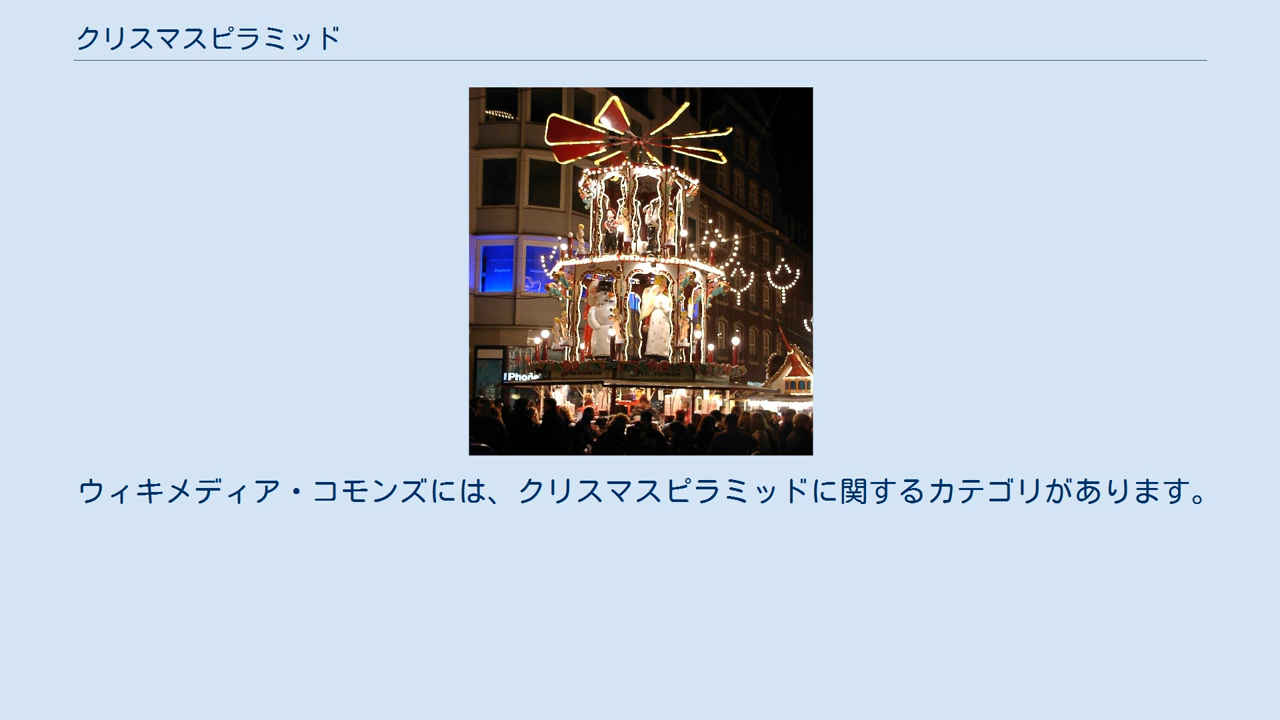 クリスマスピラミッド
Phone
ウィキメディア・コモンズには、クリスマスピラミッドに関するカテゴリがあります。